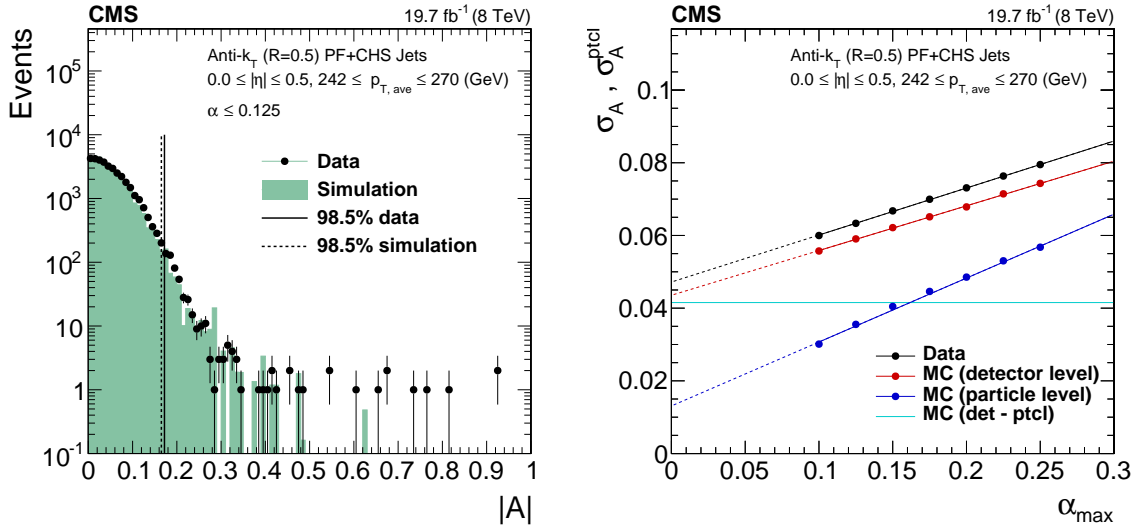 CMS
19.7 fb⁻¹ (8 TeV)
Events
Anti-k_T (R=0.5) PF+CHS Jets
0.0 ≤ |η| ≤ 0.5, 242 ≤ p_T, ave ≤ 270 (GeV)
α ≤ 0.125
10⁵
10⁴
10³
10²
10
1
10⁻¹
Data
Simulation
98.5% data
98.5% simulation
0 0.1 0.2 0.3 0.4 0.5 0.6 0.7 0.8 0.9 1
|A|
CMS
19.7 fb⁻¹ (8 TeV)
σ_A , σ_A^ptcl
Anti-k_T (R=0.5) PF+CHS Jets
0.0 ≤ |η| ≤ 0.5, 242 ≤ p_T, ave ≤ 270 (GeV)
0.1
0.08
0.06
0.04
0.02
0
Data
MC (detector level)
MC (particle level)
MC (det - ptcl)
0 0.05 0.1 0.15 0.2 0.25 0.3
α_max